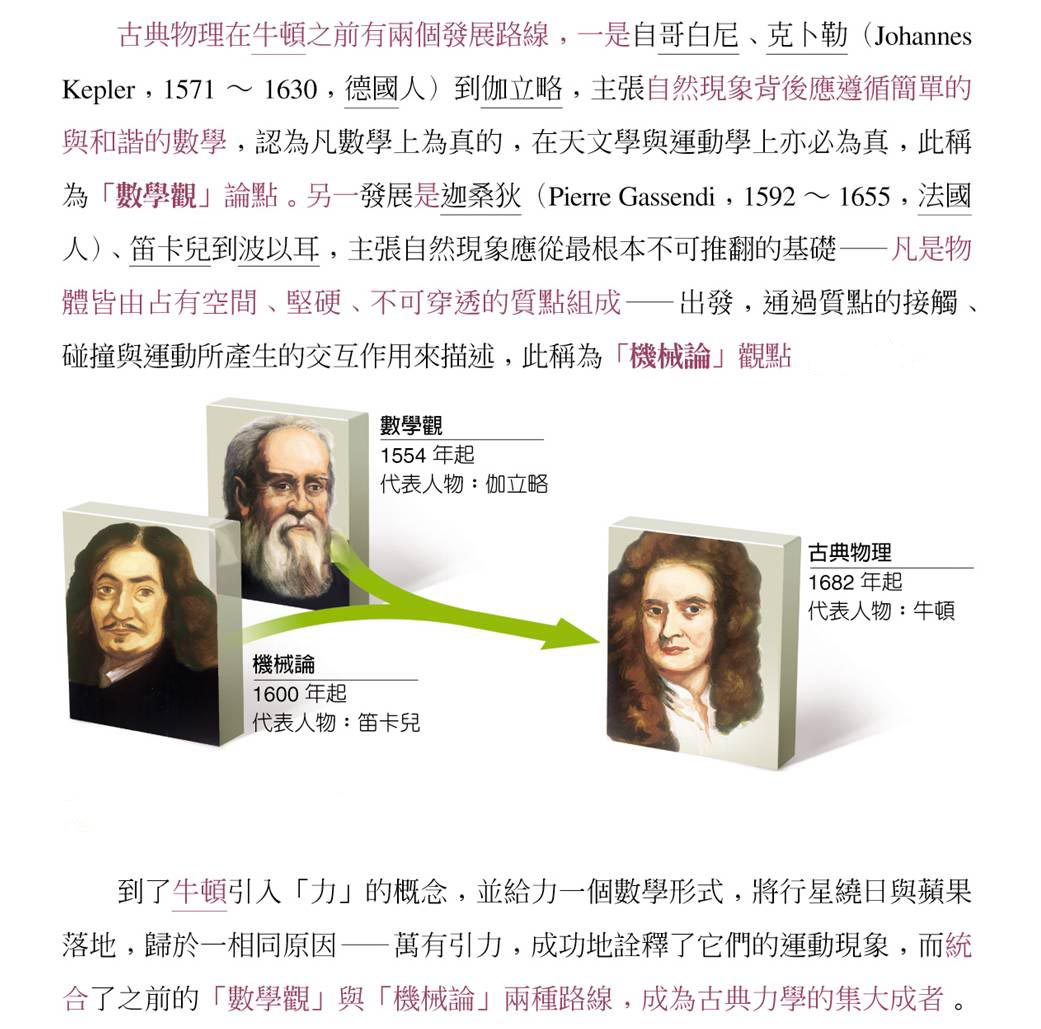 古典物理在牛頓之前有兩個發展路線，一是自哥白尼、克卜勒（Johannes
Kepler，1571～1630，德國人）到伽立略，主張自然現象背後應遵循簡單的
與和諧的數學，認為凡數學上為真的，在天文學與運動學上亦必為真，此稱
為「數學觀」論點。另一發展是迦桑狄（Pierre Gassendi，1592～1655，法國
人）、笛卡兒到波以耳，主張自然現象應從最根本不可推翻的基礎──凡是物
體皆由占有空間、堅硬、不可穿透的質點組成──出發，通過質點的接觸、
碰撞與運動所產生的交互作用來描述，此稱為「機械論」觀點
數學觀
1554 年起
代表人物：伽立略
機械論
1600 年起
代表人物：笛卡兒
古典物理
1682 年起
代表人物：牛頓
到了牛頓引入「力」的概念，並給力一個數學形式，將行星繞日與蘋果
落地，歸於一相同原因──萬有引力，成功地詮釋了它們的運動現象，而統
合了之前的「數學觀」與「機械論」兩種路線，成為古典力學的集大成者。